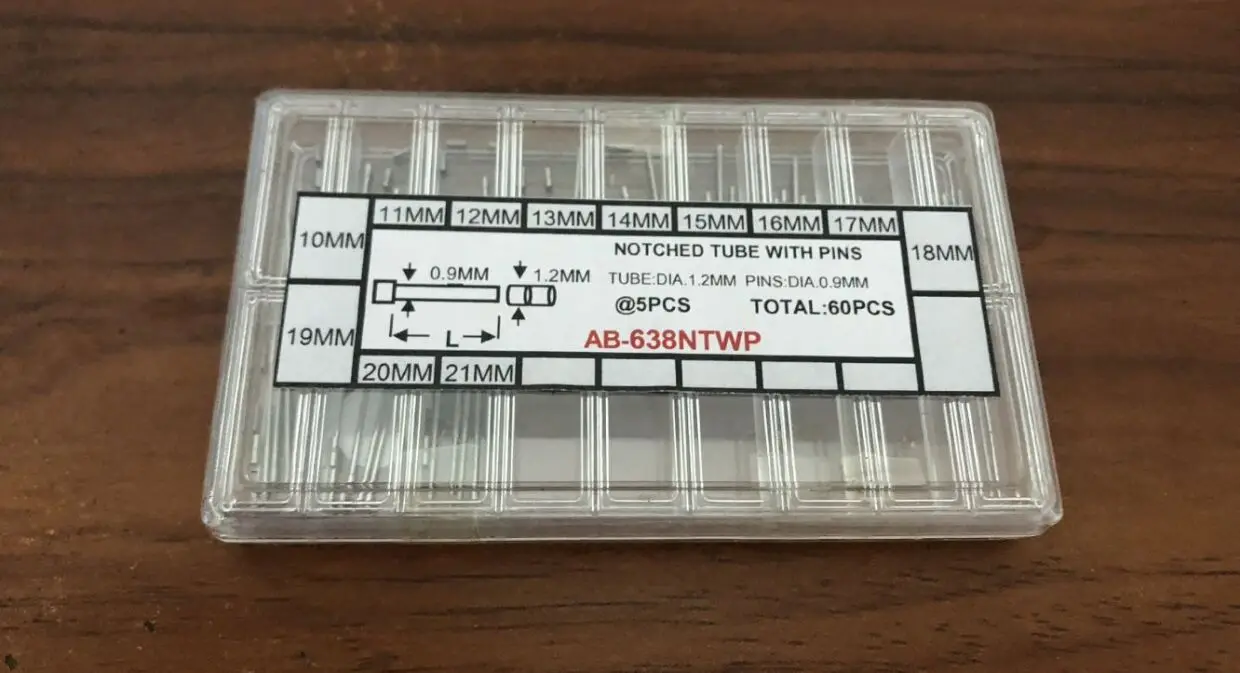 10MM
11MM
12MM
13MM
14MM
15MM
16MM
17MM
18MM
NOTCHED TUBE WITH PINS
0.9MM
1.2MM
TUBE:DIA.1.2MM PINS:DIA.0.9MM
@5PCS TOTAL:60PCS
L
AB-638NTWP
19MM
20MM
21MM